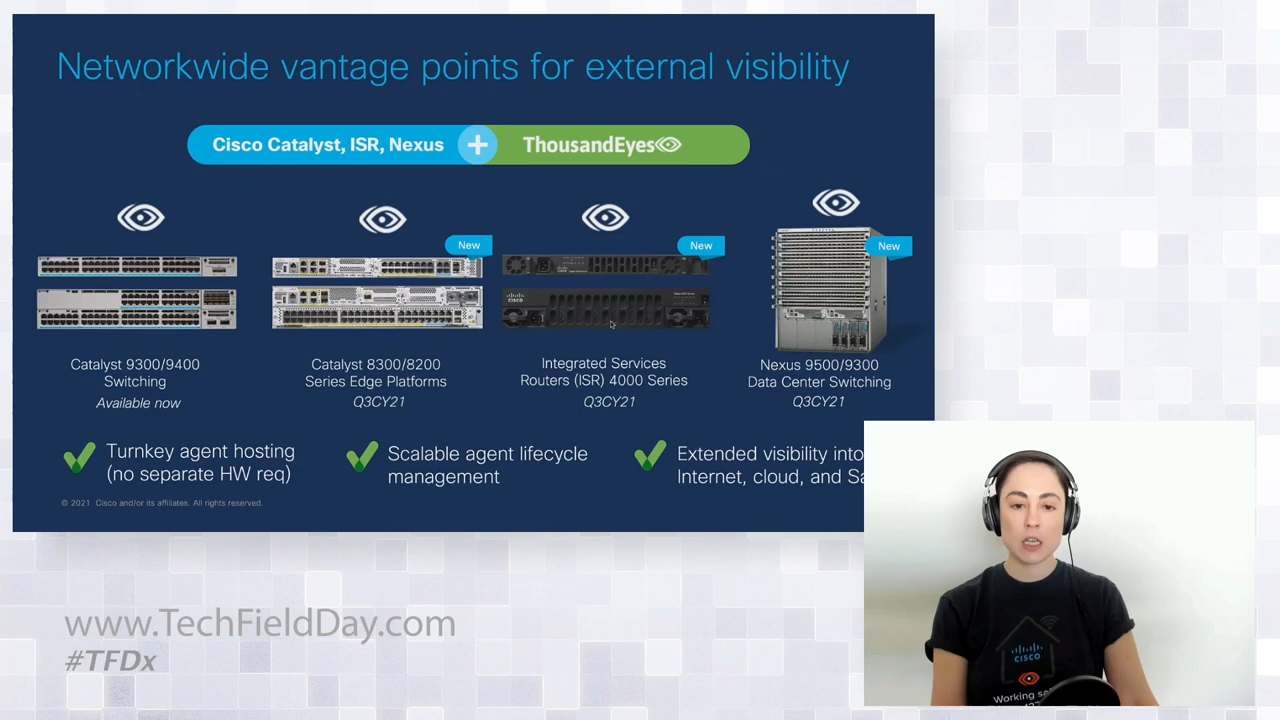 Networkwide vantage points for external visibility
Cisco Catalyst, ISR, Nexus
+
ThousandEyes
New
New
New
CISCO
Catalyst 9300/9400
Switching
Available now
Catalyst 8300/8200
Series Edge Platforms
Q3CY21
Integrated Services
Routers (ISR) 4000 Series
Q3CY21
Nexus 9500/9300
Data Center Switching
Q3CY21
Turnkey agent hosting
(no separate HW req)
Scalable agent lifecycle
management
Extended visibility into
Internet, cloud, and Sa
© 2021 Cisco and/or its affiliates. All rights reserved.
www.TechFieldDay.com
#TFDx
CISCO
Working